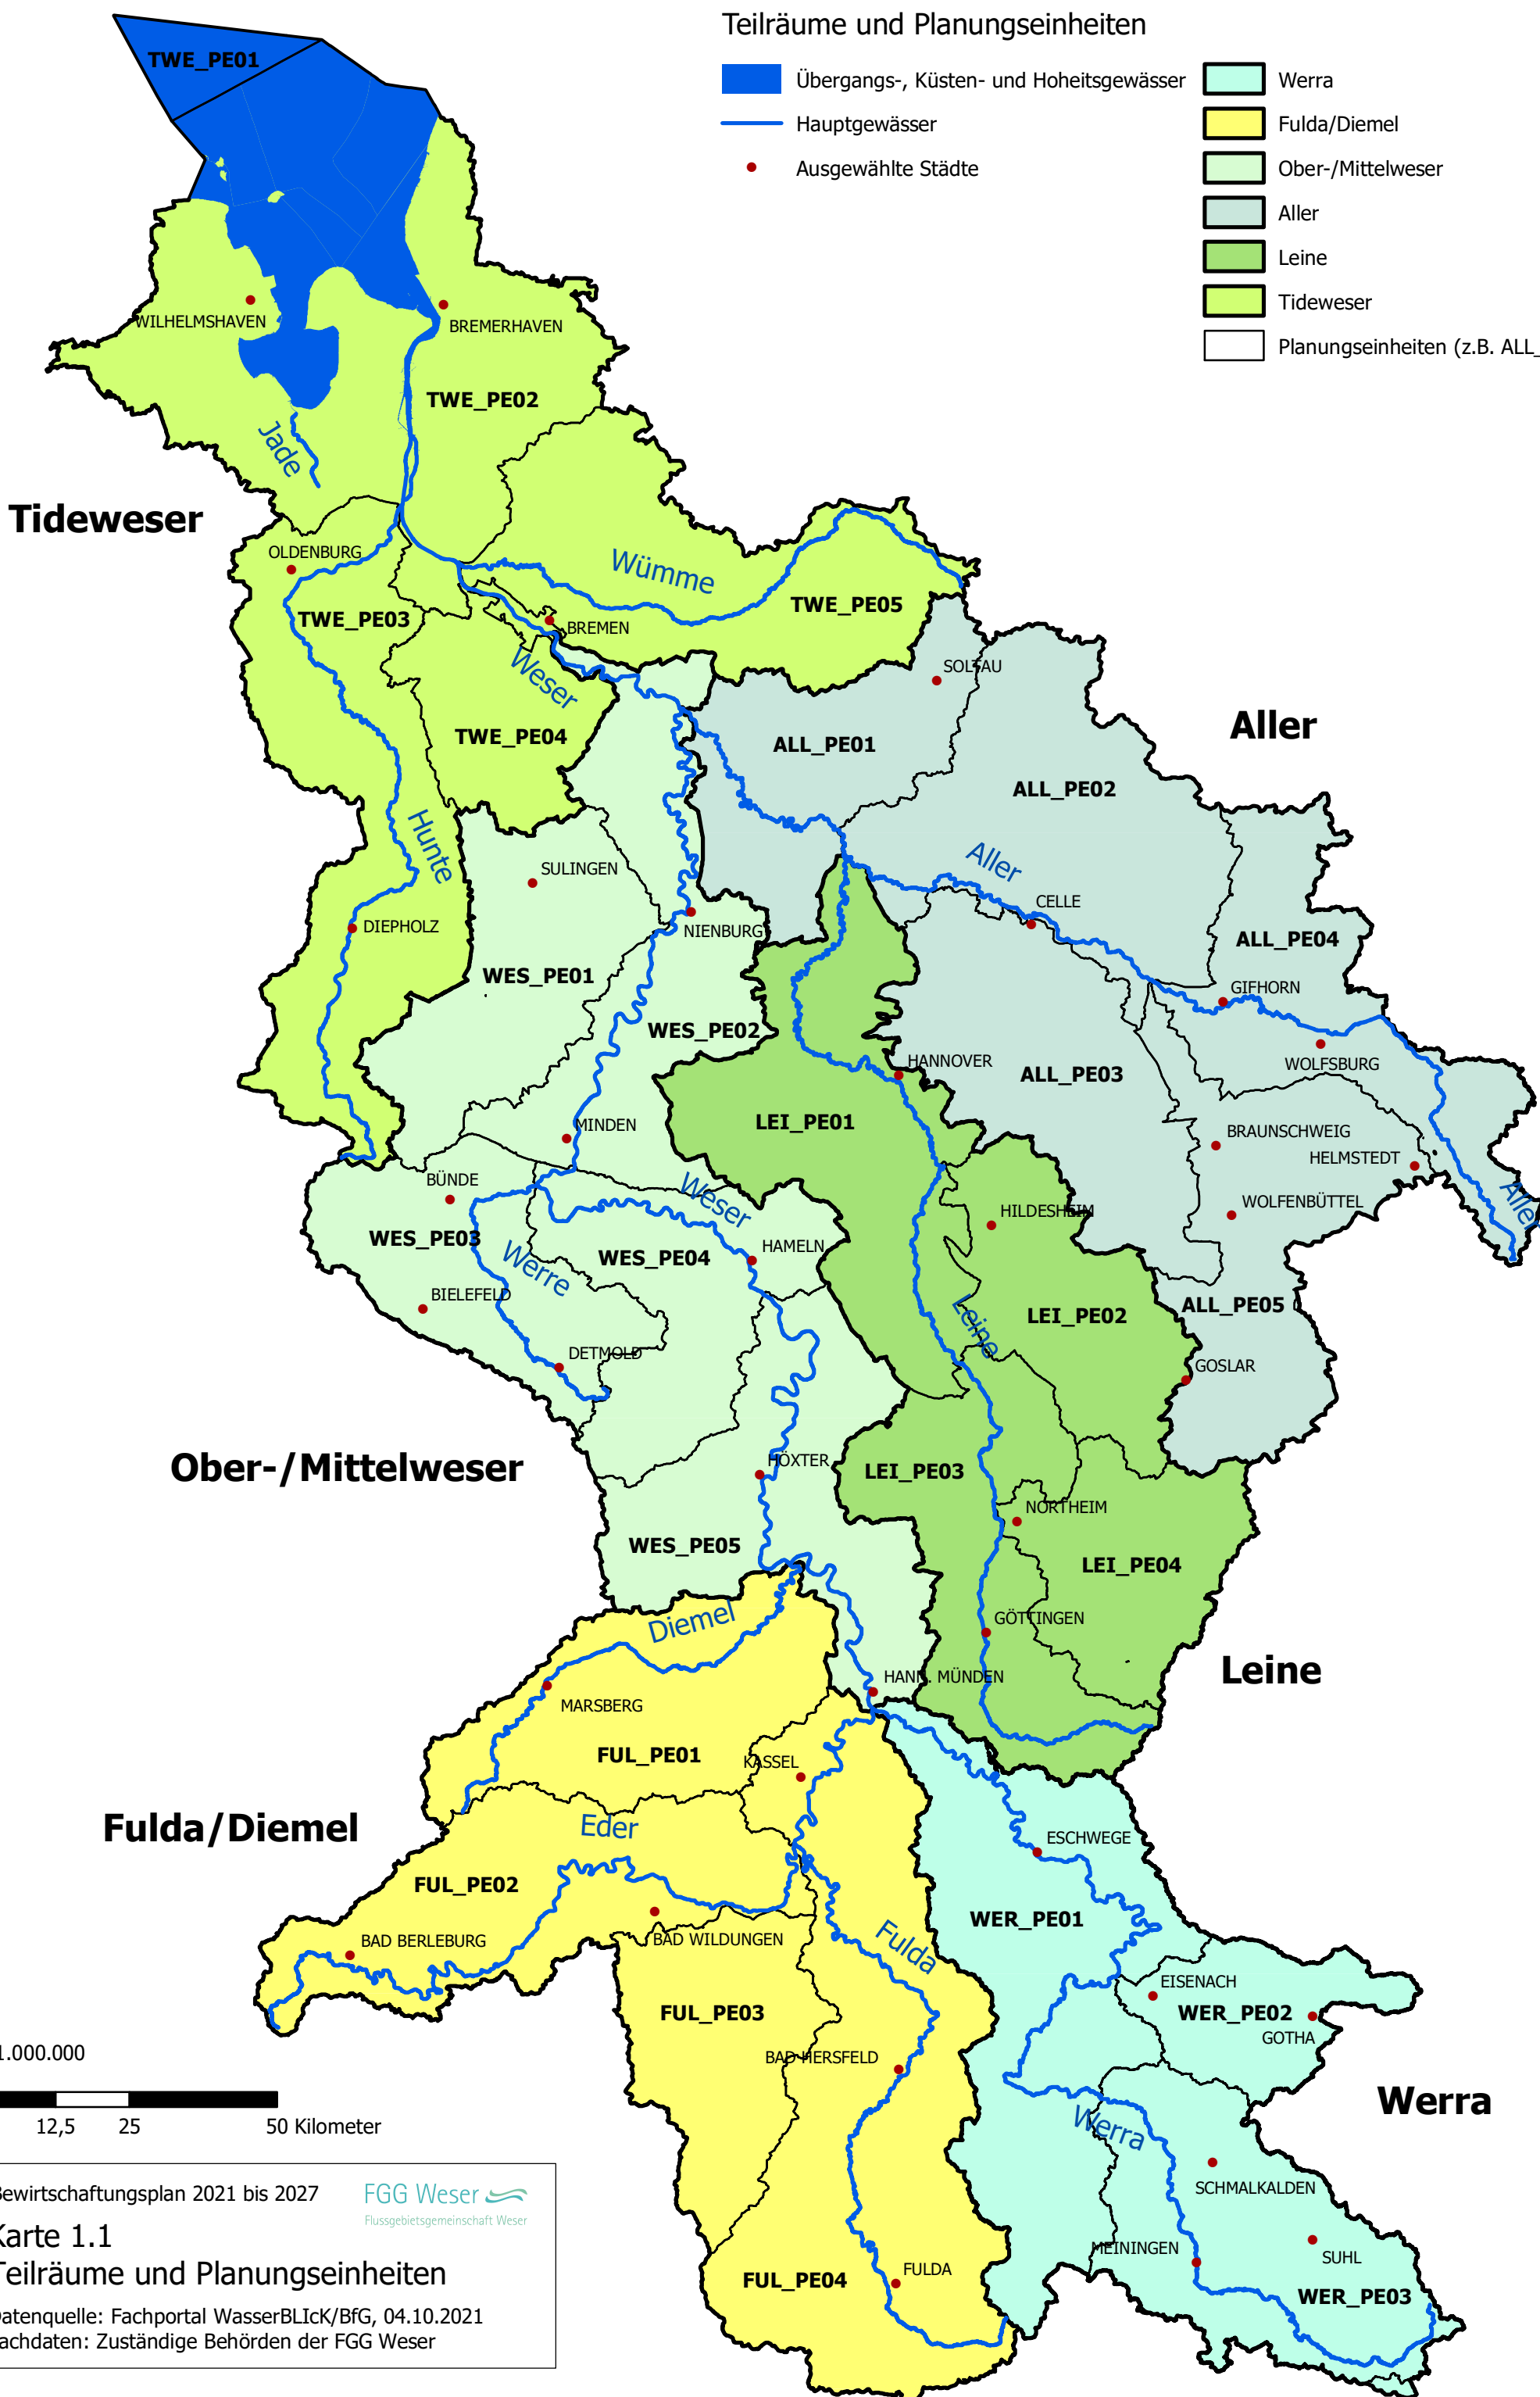 Teilräume und Planungseinheiten
Übergangs-, Küsten- und Hoheitsgewässer
Hauptgewässer
Ausgewählte Städte
Werra
Fulda/Diemel
Ober-/Mittelweser
Aller
Leine
Tideweser
Planungseinheiten (z.B. ALL_
TWE_PE01
WILHELMSHAVEN
BREMERHAVEN
TWE_PE02
Jade
Tideweser
OLDENBURG
Wümme
TWE_PE03
TWE_PE05
BREMEN
Weser
SOLTAU
TWE_PE04
ALL_PE01
Aller
ALL_PE02
Hunte
SULINGEN
Aller
CELLE
DIEPHOLZ
NIENBURG
ALL_PE04
WES_PE01
GIFHORN
WES_PE02
HANNOVER
WOLFSBURG
ALL_PE03
LEI_PE01
MINDEN
BRAUNSCHWEIG
HELMSTEDT
BÜNDE
Weser
WOLFENBÜTTEL
Aller
HILDESHEIM
WES_PE03
HAMELN
WES_PE04
Werre
BIELEFELD
ALL_PE05
LEI_PE02
Leine
DETMOLD
GOSLAR
Ober-/Mittelweser
HÖXTER
LEI_PE03
NORTHEIM
WES_PE05
LEI_PE04
Diemel
GÖTTINGEN
Leine
HANN. MÜNDEN
MARSBERG
FUL_PE01
KASSEL
Fulda/Diemel
Eder
ESCHWEGE
FUL_PE02
WER_PE01
BAD BERLEBURG
BAD WILDUNGEN
Fulda
EISENACH
FUL_PE03
WER_PE02
GOTHA
BAD HERSFELD
Werra
Werra
SCHMALKALDEN
MEININGEN
SUHL
FULDA
FUL_PE04
WER_PE03
1.000.000
12,5 25 50 Kilometer
Bewirtschaftungsplan 2021 bis 2027
FGG Weser
Flussgebietsgemeinschaft Weser
Karte 1.1
Teilräume und Planungseinheiten
Datenquelle: Fachportal WasserBLIcK/BfG, 04.10.2021
Fachdaten: Zuständige Behörden der FGG Weser